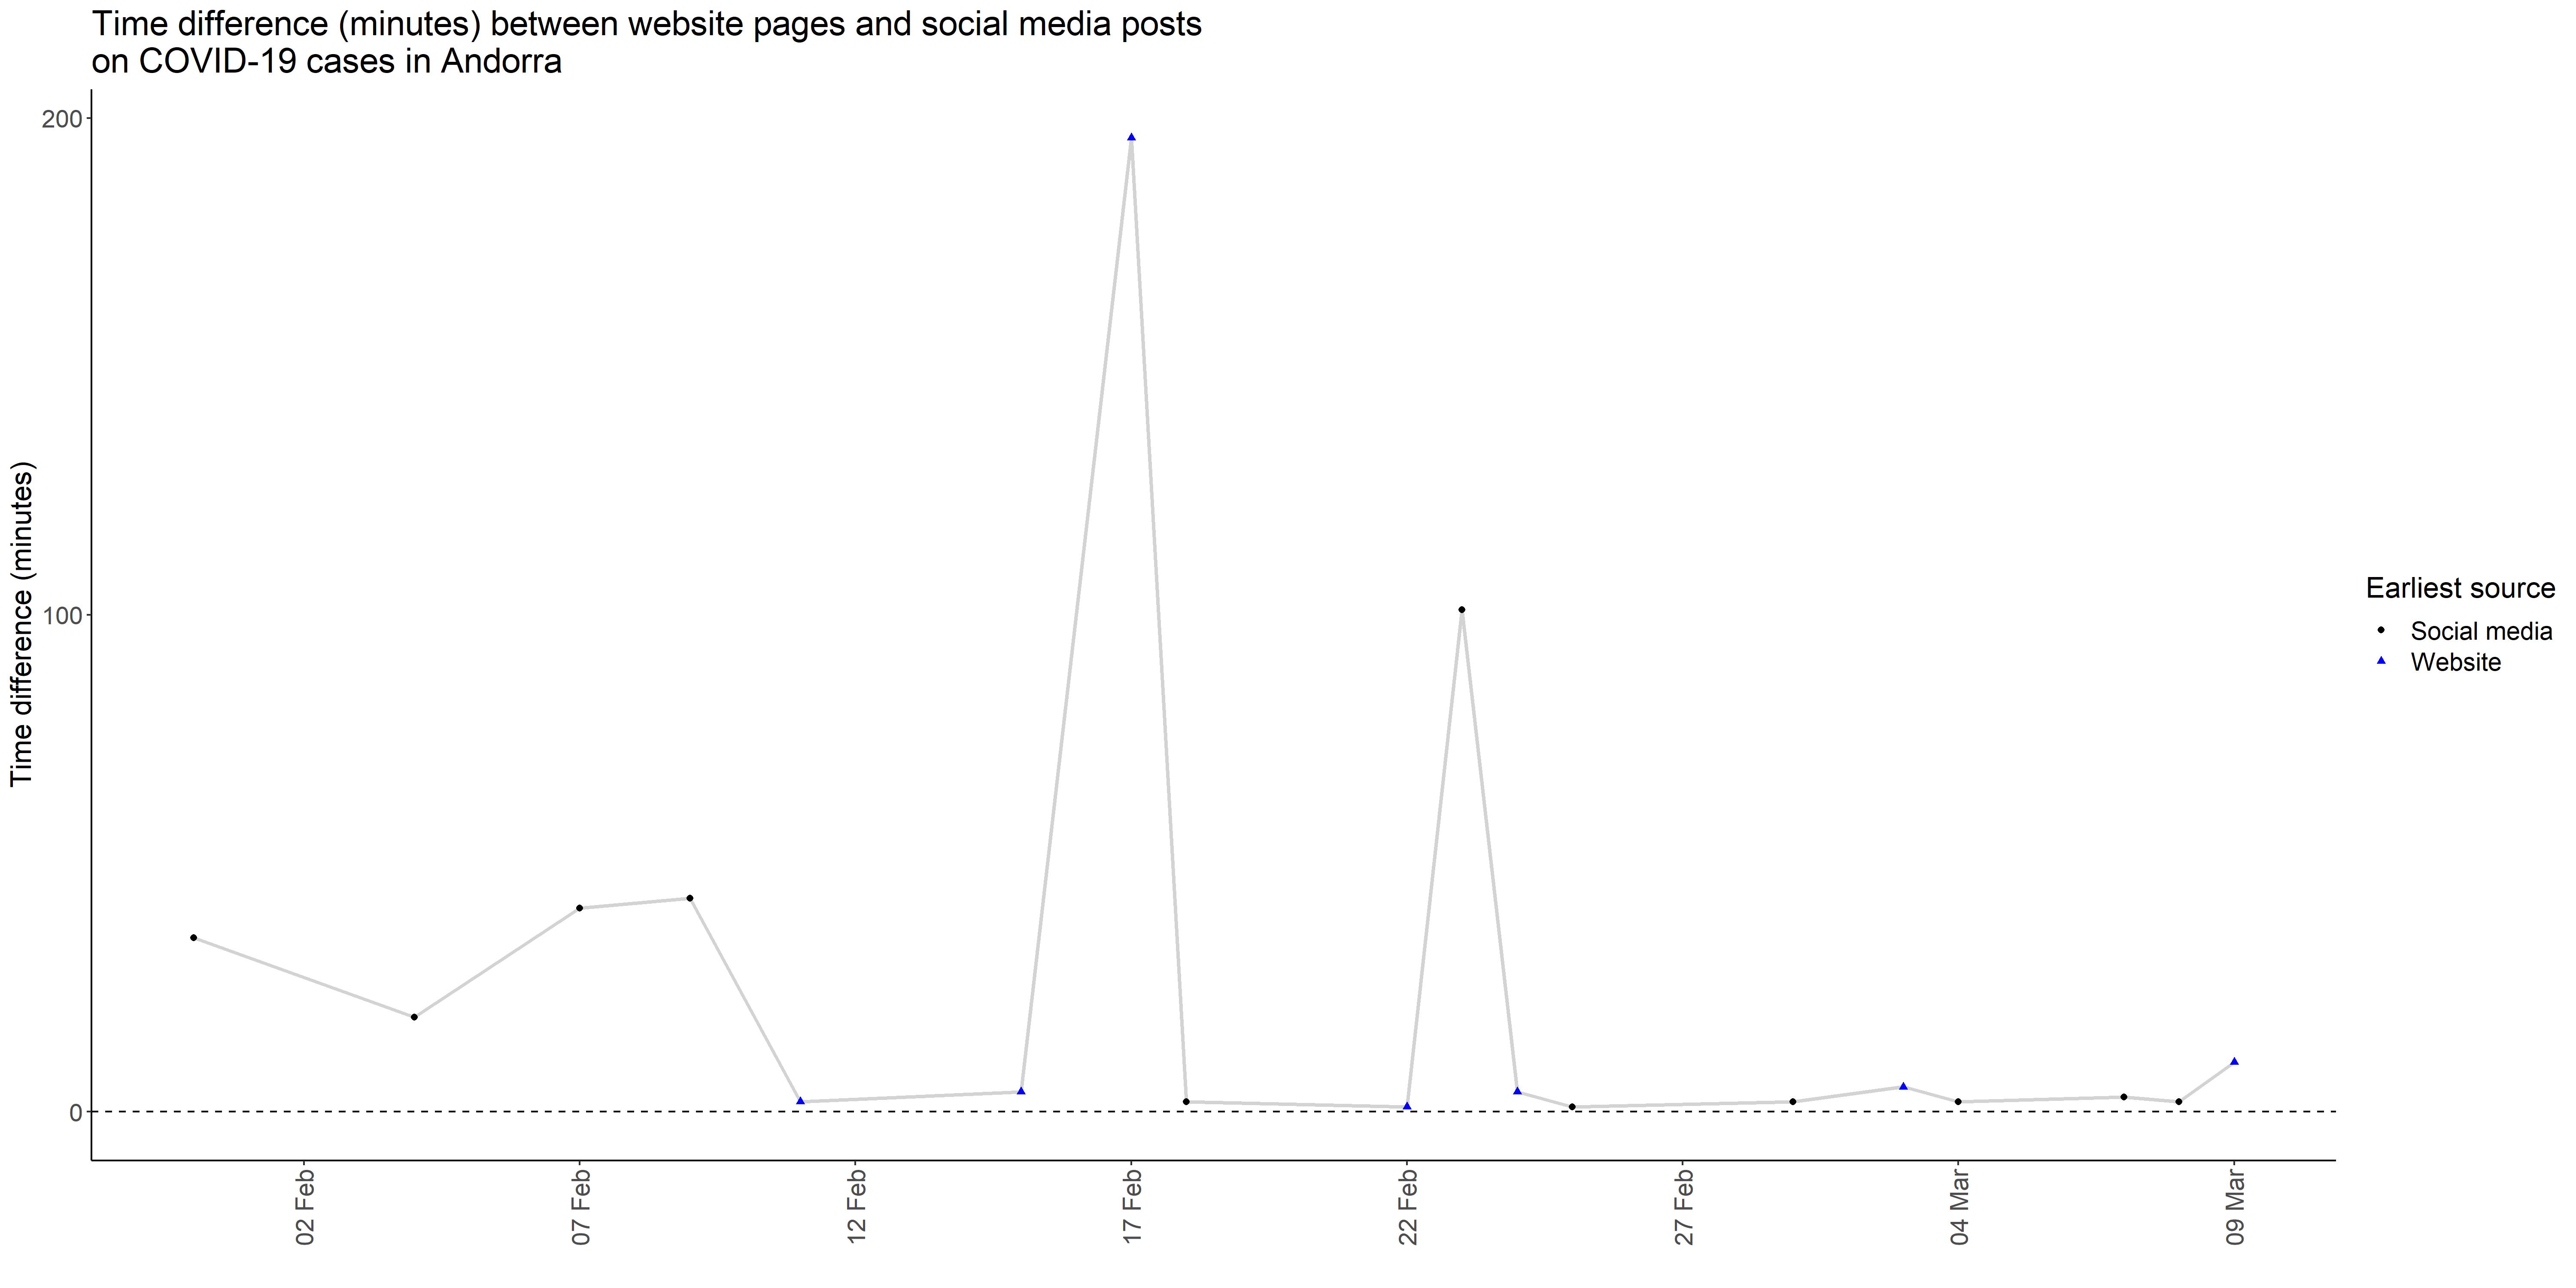 Time difference (minutes) between website pages and social media posts
on COVID-19 cases in Andorra
Time difference (minutes)
200
100
0
02 Feb
07 Feb
12 Feb
17 Feb
22 Feb
27 Feb
04 Mar
09 Mar
Earliest source
Social media
Website